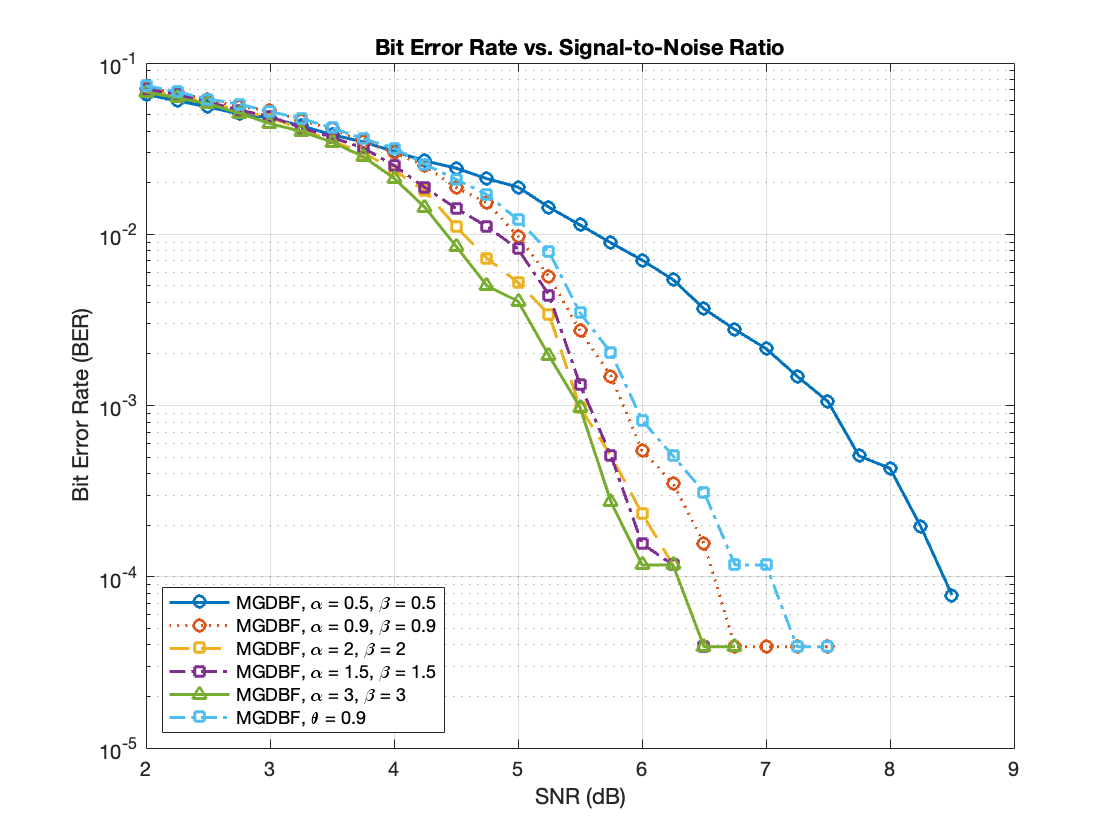 Bit Error Rate vs. Signal-to-Noise Ratio
10^-1
10^-2
10^-3
10^-4
10^-5
Bit Error Rate (BER)
MGDBF, α = 0.5, β = 0.5
MGDBF, α = 0.9, β = 0.9
MGDBF, α = 2, β = 2
MGDBF, α = 1.5, β = 1.5
MGDBF, α = 3, β = 3
MGDBF, θ = 0.9
2 3 4 5 6 7 8 9
SNR (dB)